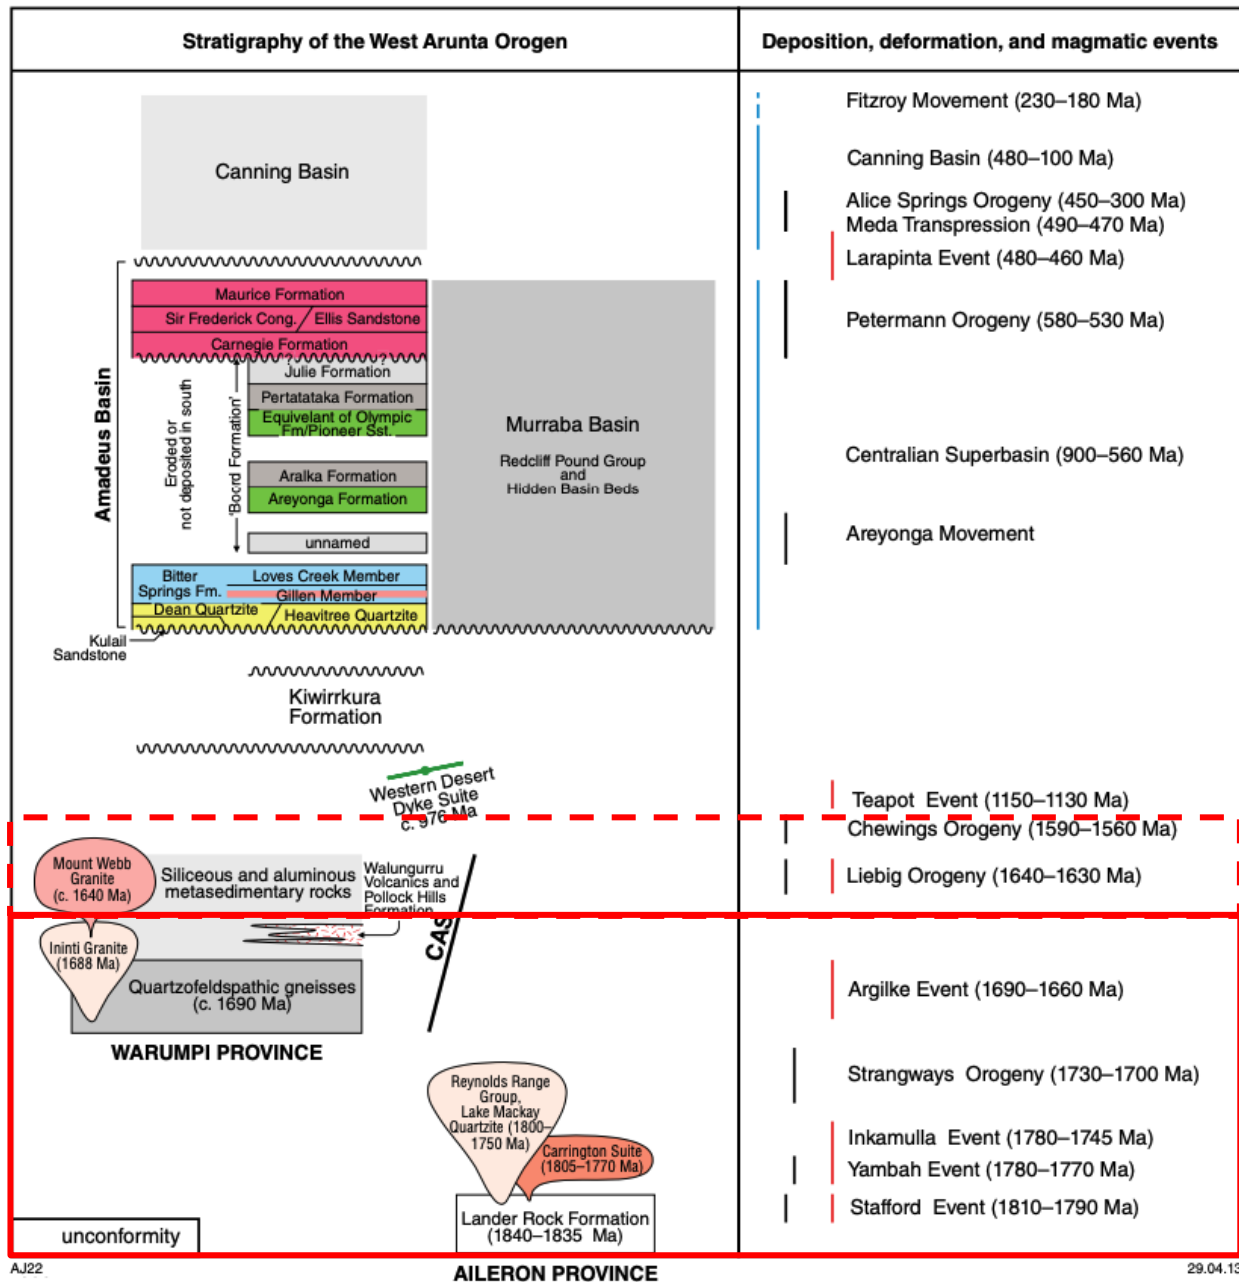 Stratigraphy of the West Arunta Orogen
Deposition, deformation, and magmatic events
Canning Basin
Amadeus Basin
Maurice Formation
Sir Frederick Cong.
Ellis Sandstone
Carnegie Formation
? ?
Eroded or
not deposited in south
'Boord Formation'
Julie Formation
Pertatataka Formation
Equivelant of Olympic
Fm/Pioneer Sst.
Aralka Formation
Areyonga Formation
unnamed
Bitter
Springs Fm.
Loves Creek Member
Gillen Member
Dean Quartzite
Heavitree Quartzite
Kulail
Sandstone
Murraba Basin
Redcliff Pound Group
and
Hidden Basin Beds
Kiwirrkura
Formation
Western Desert
Dyke Suite
c. 976 Ma
Mount Webb
Granite
(c. 1640 Ma)
Siliceous and aluminous
metasedimentary rocks
Walungurru
Volcanics and
Pollock Hills
Formation
Ininti Granite
(1688 Ma)
Quartzofeldspathic gneisses
(c. 1690 Ma)
CAS
WARUMPI PROVINCE
Reynolds Range
Group,
Lake Mackay
Quartzite (1800–
1750 Ma)
Carrington Suite
(1805–1770 Ma)
Lander Rock Formation
(1840–1835 Ma)
unconformity
AILERON PROVINCE
Fitzroy Movement (230–180 Ma)
Canning Basin (480–100 Ma)
Alice Springs Orogeny (450–300 Ma)
Meda Transpression (490–470 Ma)
Larapinta Event (480–460 Ma)
Petermann Orogeny (580–530 Ma)
Centralian Superbasin (900–560 Ma)
Areyonga Movement
Teapot Event (1150–1130 Ma)
Chewings Orogeny (1590–1560 Ma)
Liebig Orogeny (1640–1630 Ma)
Argilke Event (1690–1660 Ma)
Strangways Orogeny (1730–1700 Ma)
Inkamulla Event (1780–1745 Ma)
Yambah Event (1780–1770 Ma)
Stafford Event (1810–1790 Ma)
AJ22
29.04.13